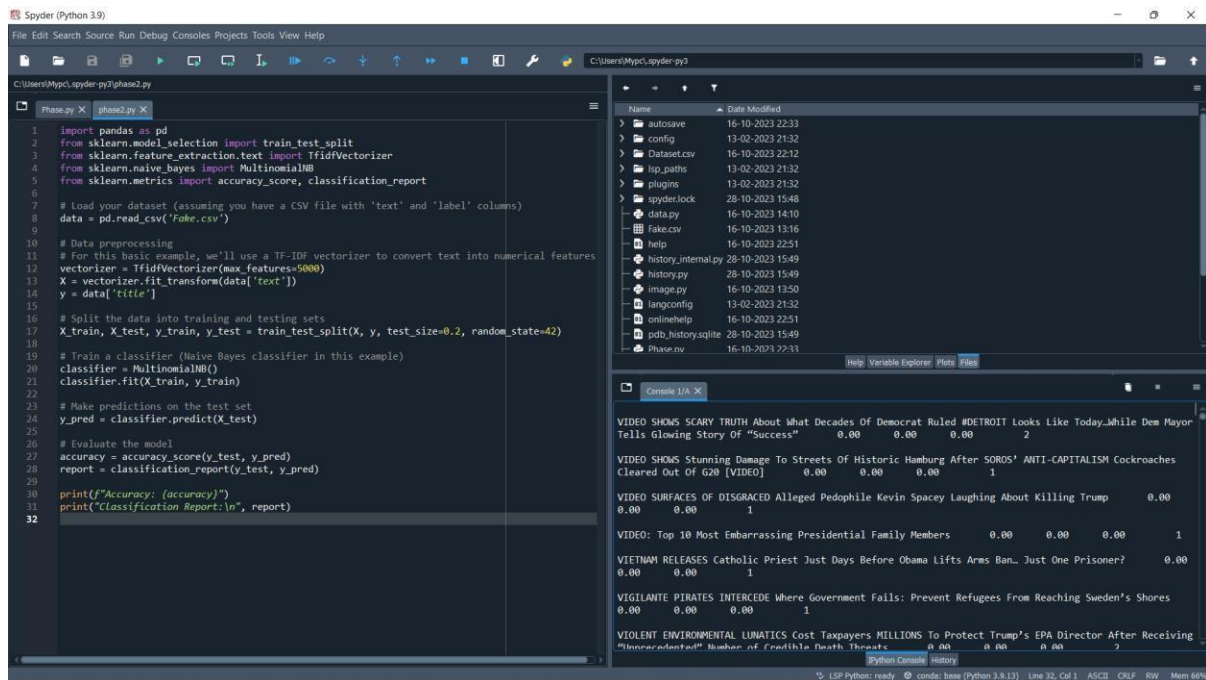 Spyder (Python 3.9)
File Edit Search Source Run Debug Consoles Projects Tools View Help
C:\Users\Mypc\.spyder-py3
C:\Users\Mypc\.spyder-py3\phase2.py
Phase.py X phase2.py X
1 import pandas as pd
2 from sklearn.model_selection import train_test_split
3 from sklearn.feature_extraction.text import TfidfVectorizer
4 from sklearn.naive_bayes import MultinomialNB
5 from sklearn.metrics import accuracy_score, classification_report
6
7 # Load your dataset (assuming you have a CSV file with 'text' and 'label' columns)
8 data = pd.read_csv('Fake.csv')
9
10 # Data preprocessing
11 # For this basic example, we'll use a TF-IDF vectorizer to convert text into numerical features
12 vectorizer = TfidfVectorizer(max_features=5000)
13 X = vectorizer.fit_transform(data['text'])
14 y = data['title']
15
16 # Split the data into training and testing sets
17 X_train, X_test, y_train, y_test = train_test_split(X, y, test_size=0.2, random_state=42)
18
19 # Train a classifier (Naive Bayes classifier in this example)
20 classifier = MultinomialNB()
21 classifier.fit(X_train, y_train)
22
23 # Make predictions on the test set
24 y_pred = classifier.predict(X_test)
25
26 # Evaluate the model
27 accuracy = accuracy_score(y_test, y_pred)
28 report = classification_report(y_test, y_pred)
29
30 print(f"Accuracy: {accuracy}")
31 print("Classification Report:\n", report)
32
Name Date Modified
autosave 16-10-2023 22:33
config 13-02-2023 21:32
Dataset.csv 16-10-2023 22:12
lsp_paths 13-02-2023 21:32
plugins 13-02-2023 21:32
spyder.lock 28-10-2023 15:48
data.py 16-10-2023 14:10
Fake.csv 16-10-2023 13:16
help 16-10-2023 22:51
history_internal.py 28-10-2023 15:49
history.py 28-10-2023 15:49
image.py 16-10-2023 13:50
langconfig 13-02-2023 21:32
onlinehelp 16-10-2023 22:51
pdb_history.sqlite 28-10-2023 15:49
Phase.py 16-10-2023 22:33
Help Variable Explorer Plots Files
Console 1/A X
VIDEO SHOWS SCARY TRUTH About What Decades Of Democrat Ruled #DETROIT Looks Like Today…While Dem Mayor
Tells Glowing Story Of “Success” 0.00 0.00 0.00 2
VIDEO SHOWS Stunning Damage To Streets Of Historic Hamburg After SOROS’ ANTI-CAPITALISM Cockroaches
Cleared Out Of G20 [VIDEO] 0.00 0.00 0.00 1
VIDEO SURFACES OF DISGRACED Alleged Pedophile Kevin Spacey Laughing About Killing Trump 0.00
0.00 0.00 1
VIDEO: Top 10 Most Embarrassing Presidential Family Members 0.00 0.00 0.00 1
VIETNAM RELEASES Catholic Priest Just Days Before Obama Lifts Arms Ban… Just One Prisoner? 0.00
0.00 0.00 1
VIGILANTE PIRATES INTERCEDE Where Government Fails: Prevent Refugees From Reaching Sweden’s Shores
0.00 0.00 0.00 1
VIOLENT ENVIRONMENTAL LUNATICS Cost Taxpayers MILLIONS To Protect Trump’s EPA Director After Receiving
“Unprecedented” Number of Credible Death Threats 0.00 0.00 0.00 2
IPython Console History
LSP Python: ready conda: base (Python 3.9.13) Line 32, Col 1 ASCII CRLF RW Mem 66%